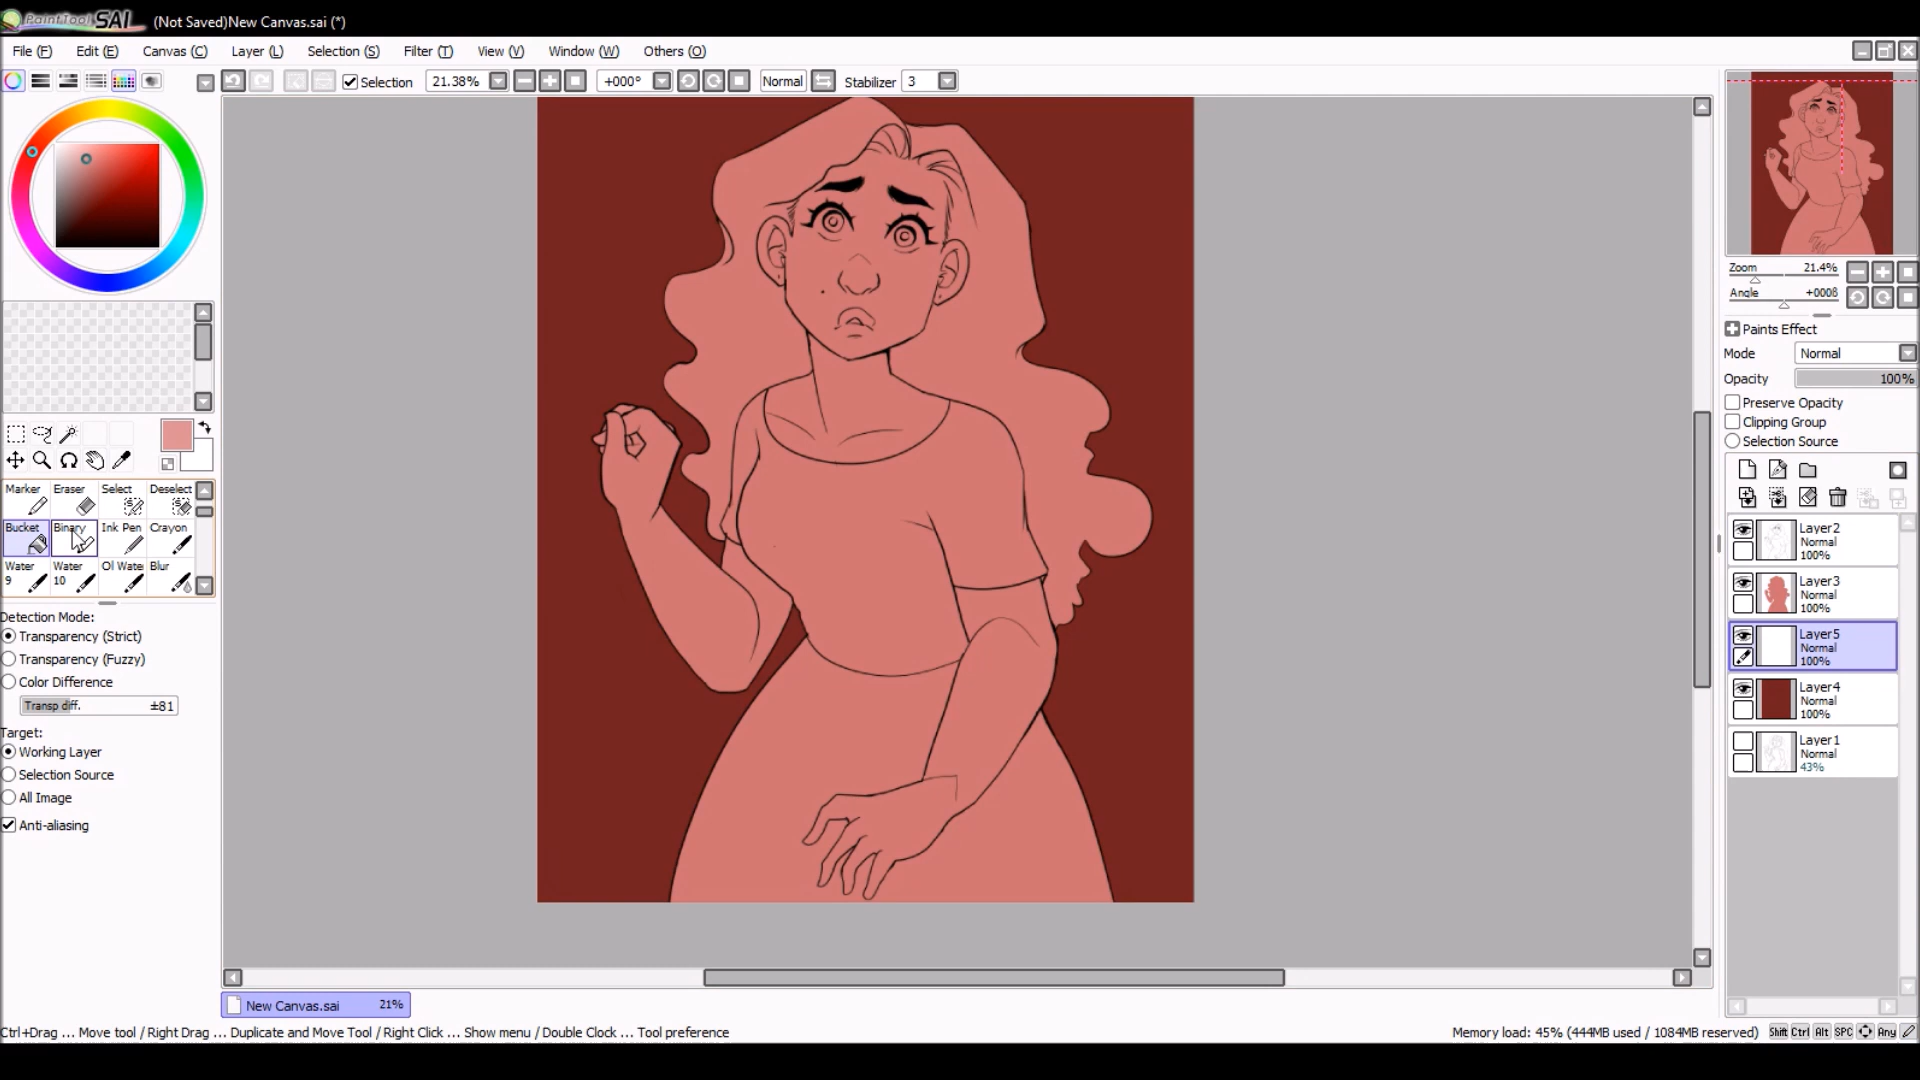 PaintTool SAI (Not Saved)New Canvas.sai (*)
File (F) Edit (E) Canvas (C) Layer (L) Selection (S) Filter (T) View (V) Window (W) Others (O)
Selection 21.38% +000° Normal Stabilizer 3
Zoom 21.4%
Angle +000ß
Paints Effect
Mode Normal
Opacity 100%
Preserve Opacity
Clipping Group
Selection Source
Marker Eraser Select Deselect
Bucket Binary Ink Pen Crayon
Water 9 Water 10 Ol Wate Blur
Detection Mode:
Transparency (Strict)
Transparency (Fuzzy)
Color Difference
Transp diff. ±81
Target:
Working Layer
Selection Source
All Image
Anti-aliasing
Layer2
Normal
100%
Layer3
Normal
100%
Layer5
Normal
100%
Layer4
Normal
100%
Layer1
Normal
43%
New Canvas.sai 21%
Ctrl+Drag ... Move tool / Right Drag ... Duplicate and Move Tool / Right Click ... Show menu / Double Clock ... Tool preference
Memory load: 45% (444MB used / 1084MB reserved) Shift Ctrl Alt SPC Any